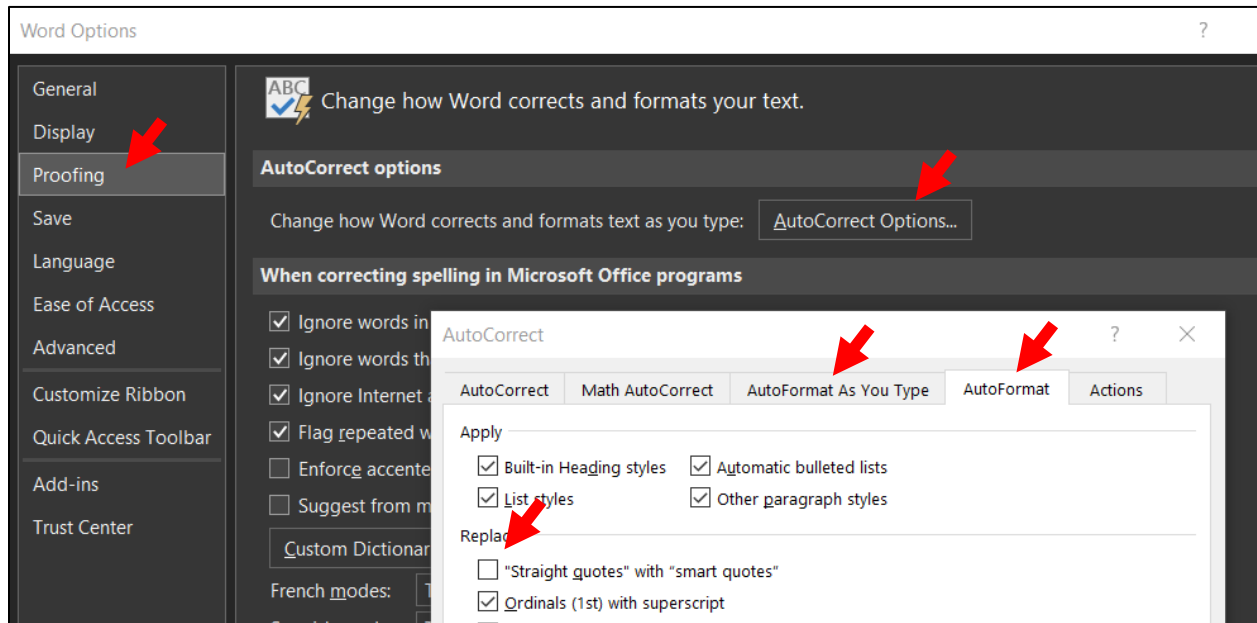 Word Options ?
General
Display
Proofing
Save
Language
Ease of Access
Advanced
Customize Ribbon
Quick Access Toolbar
Add-ins
Trust Center
ABC
Change how Word corrects and formats your text.
AutoCorrect options
Change how Word corrects and formats text as you type: AutoCorrect Options...
When correcting spelling in Microsoft Office programs
Ignore words in
Ignore words th
Ignore Internet
Flag repeated w
Enforce accente
Suggest from m
Custom Dictionar
French modes:
AutoCorrect ?
AutoCorrect Math AutoCorrect AutoFormat As You Type AutoFormat Actions
Apply
Built-in Heading styles Automatic bulleted lists
List styles Other paragraph styles
Replac
"Straight quotes" with “smart quotes”
Ordinals (1st) with superscript